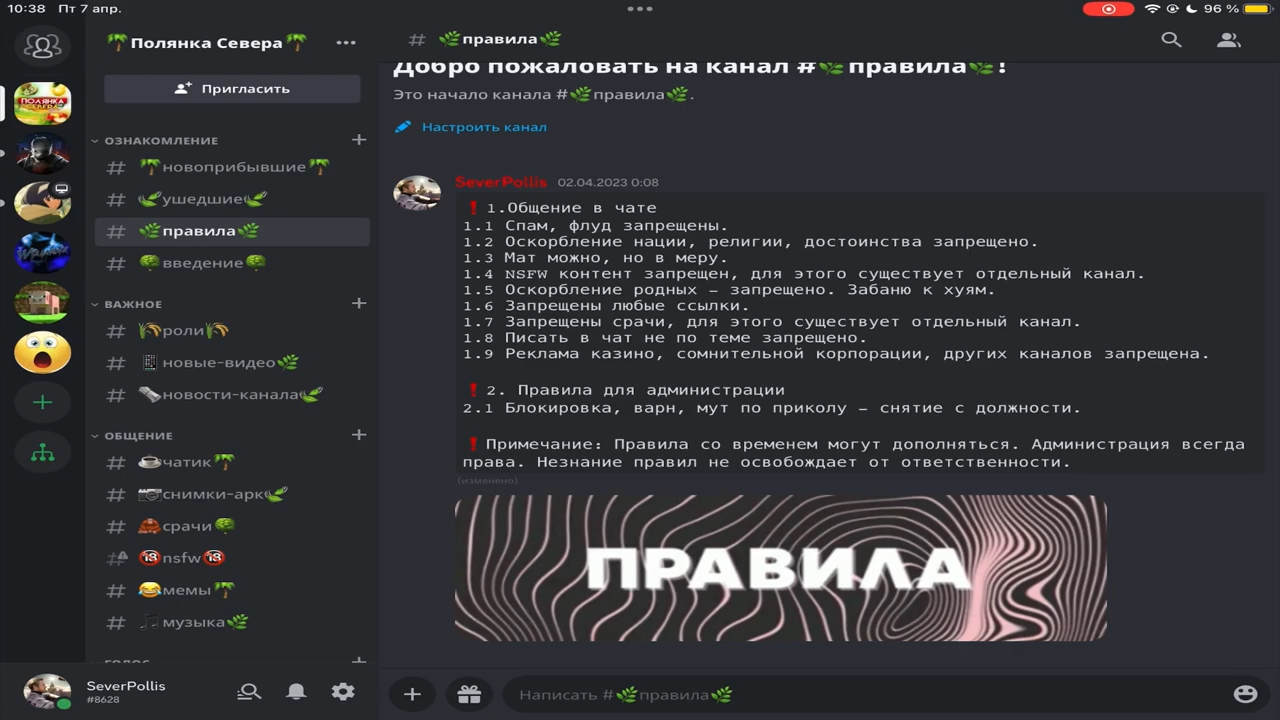 10:38 Пт 7 апр.
96 %
🌴Полянка Севера🌴
Пригласить
ОЗНАКОМЛЕНИЕ
# 🌴новоприбывшие🌴
# 🌿ушедшие🌿
# 🌿правила🌿
# 🌳введение🌳
ВАЖНОЕ
# 🌾роли🌾
# 📱новые-видео🌿
# 🗞новости-канала🌿
ОБЩЕНИЕ
# ☕чатик🌴
# 📷снимки-арк🌿
# 🦧срачи🌳
# 🔞nsfw🔞
# 😂мемы🌴
# 🎵музыка🌿
ГОЛОС
SeverPollis
#8628
ПОЛЯНКА
СЕВЕРА
# 🌿правила🌿
Добро пожаловать на канал #🌿правила🌿!
Это начало канала #🌿правила🌿.
Настроить канал
SeverPollis 02.04.2023 0:08
❗1.Общение в чате
1.1 Спам, флуд запрещены.
1.2 Оскорбление нации, религии, достоинства запрещено.
1.3 Мат можно, но в меру.
1.4 NSFW контент запрещен, для этого существует отдельный канал.
1.5 Оскорбление родных – запрещено. Забаню к хуям.
1.6 Запрещены любые ссылки.
1.7 Запрещены срачи, для этого существует отдельный канал.
1.8 Писать в чат не по теме запрещено.
1.9 Реклама казино, сомнительной корпорации, других каналов запрещена.
❗2. Правила для администрации
2.1 Блокировка, варн, мут по приколу – снятие с должности.
❗Примечание: Правила со временем могут дополняться. Администрация всегда
права. Незнание правил не освобождает от ответственности.
(изменено)
ПРАВИЛА
Написать #🌿правила🌿